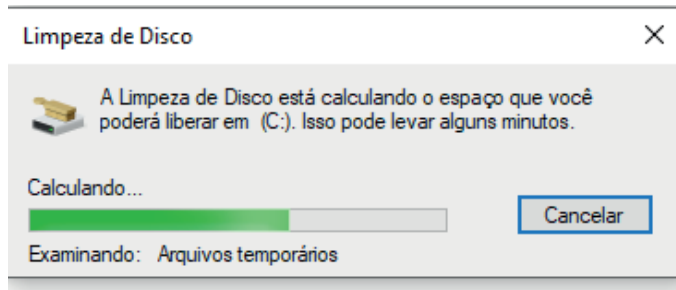 Limpeza de Disco
A Limpeza de Disco está calculando o espaço que você
poderá liberar em  (C:). Isso pode levar alguns minutos.
Calculando...
Cancelar
Examinando:   Arquivos temporários